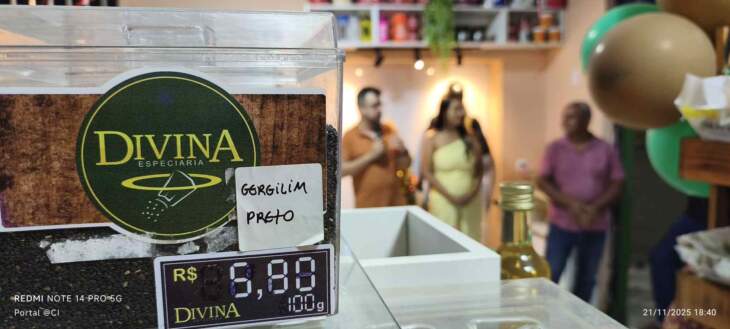 DIVINA
ESPECIARIA
GERGILIM
PRETO
R$ 6,80
100g
DIVINA
REDMI NOTE 14 PRO 5G
Portal @CI
21/11/2025 18:40